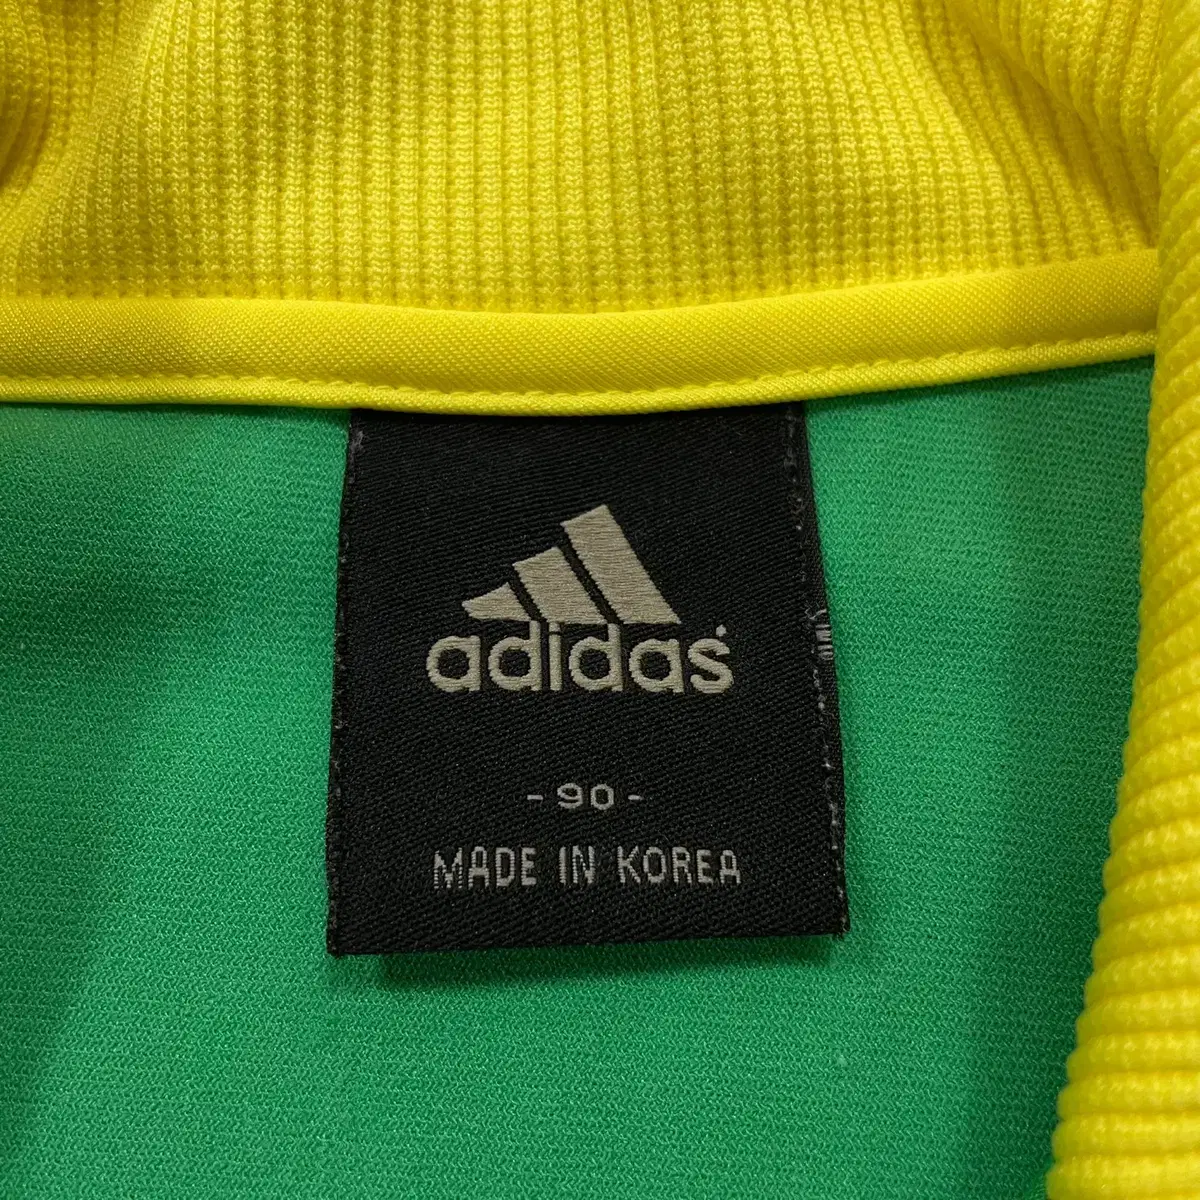 adidas
- 90 -
MADE IN KOREA